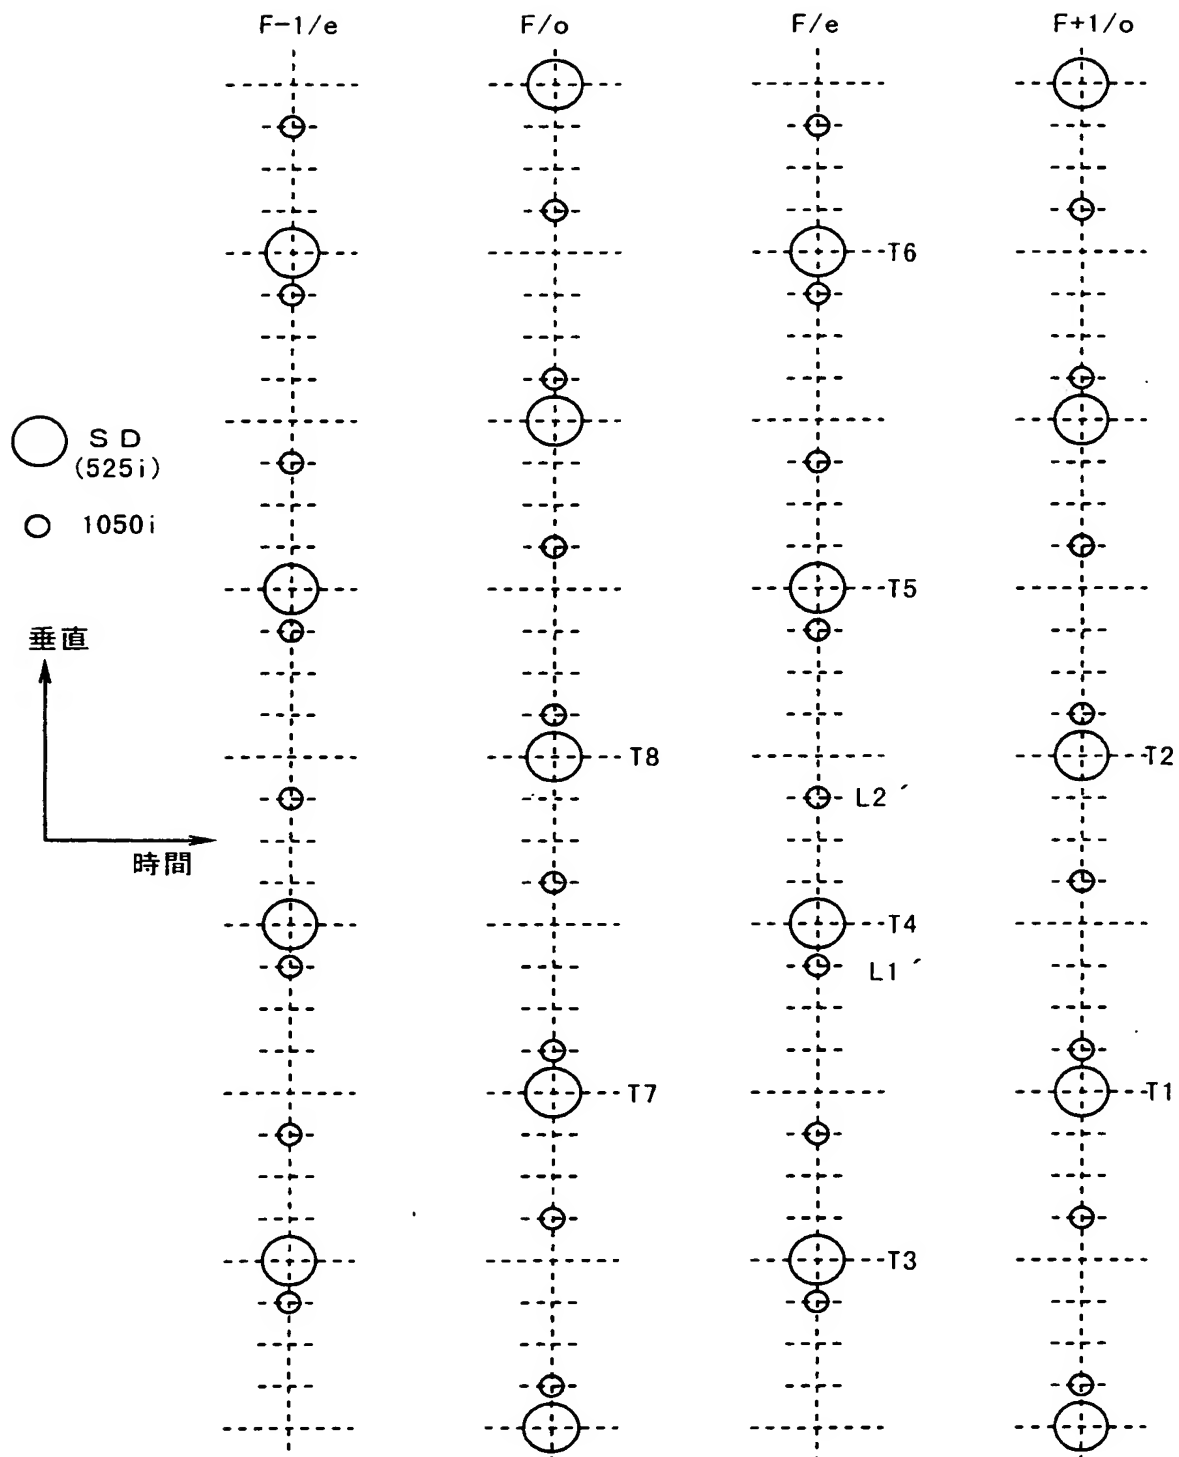 F-1/e F/o F/e F+1/o
T6
SD
(525i)
1050i
T5
垂直
T8 T2
L2´
時間
T4
L1´
T7 T1
T3